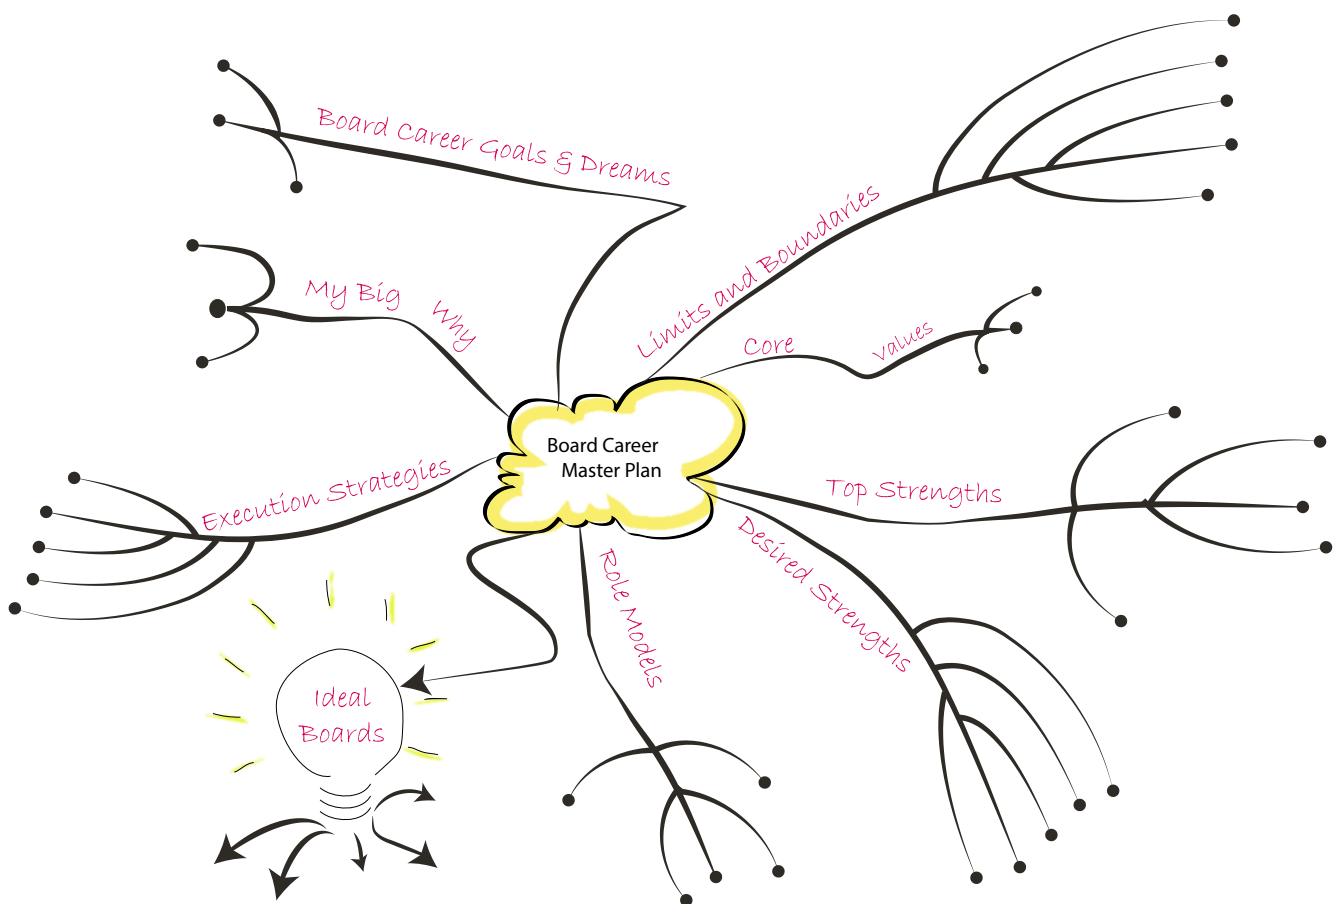 Board Career Goals & Dreams
Limits and Boundaries
My Big Why
Core values
Board Career
Master Plan
Execution Strategies
Top Strengths
Desired Strengths
Role Models
Ideal
Boards